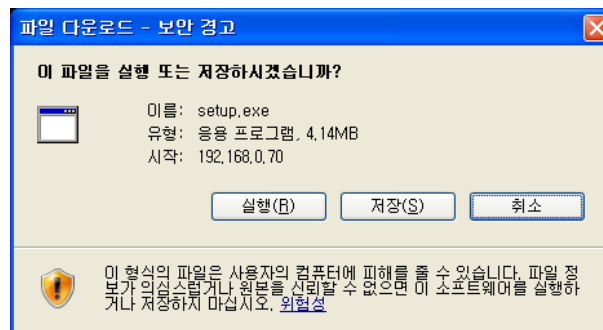 파일 다운로드 - 보안 경고
이 파일을 실행 또는 저장하시겠습니까?
이름: setup.exe
유형: 응용 프로그램, 4.14MB
시작: 192.168.0.70
실행(R) 저장(S) 취소
이 형식의 파일은 사용자의 컴퓨터에 피해를 줄 수 있습니다. 파일 정
보가 의심스럽거나 원본을 신뢰할 수 없으면 이 소프트웨어를 실행하
거나 저장하지 마십시오. 위험성